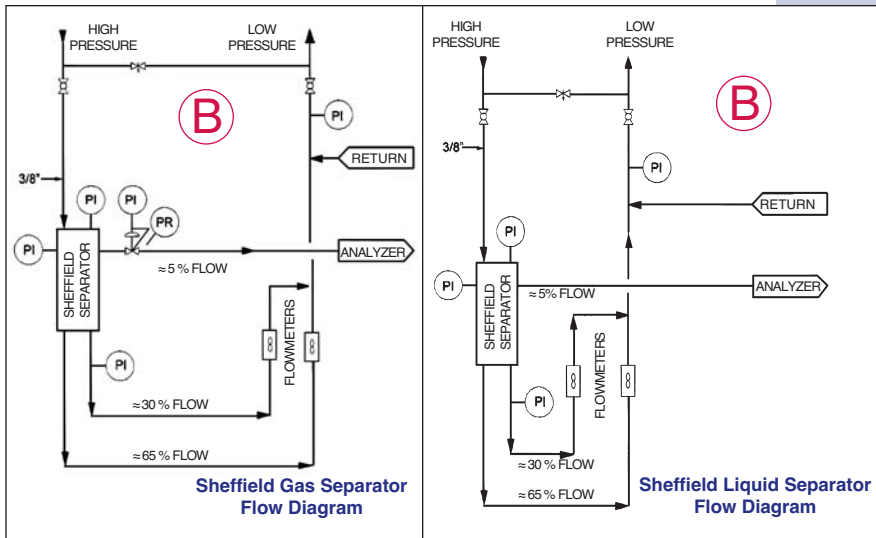 HIGH
PRESSURE
LOW
PRESSURE
B
PI
RETURN
3/8"
PI
PI
PR
PI
SHEFFIELD
SEPARATOR
ANALYZER
≈ 5 % FLOW
FLOWMETERS
PI
≈ 30 % FLOW
≈ 65 % FLOW
Sheffield Gas Separator
Flow Diagram
HIGH
PRESSURE
LOW
PRESSURE
B
3/8"
PI
RETURN
PI
PI
SHEFFIELD
SEPARATOR
≈ 5% FLOW
ANALYZER
FLOWMETERS
PI
≈ 30 % FLOW
≈ 65 % FLOW
Sheffield Liquid Separator
Flow Diagram